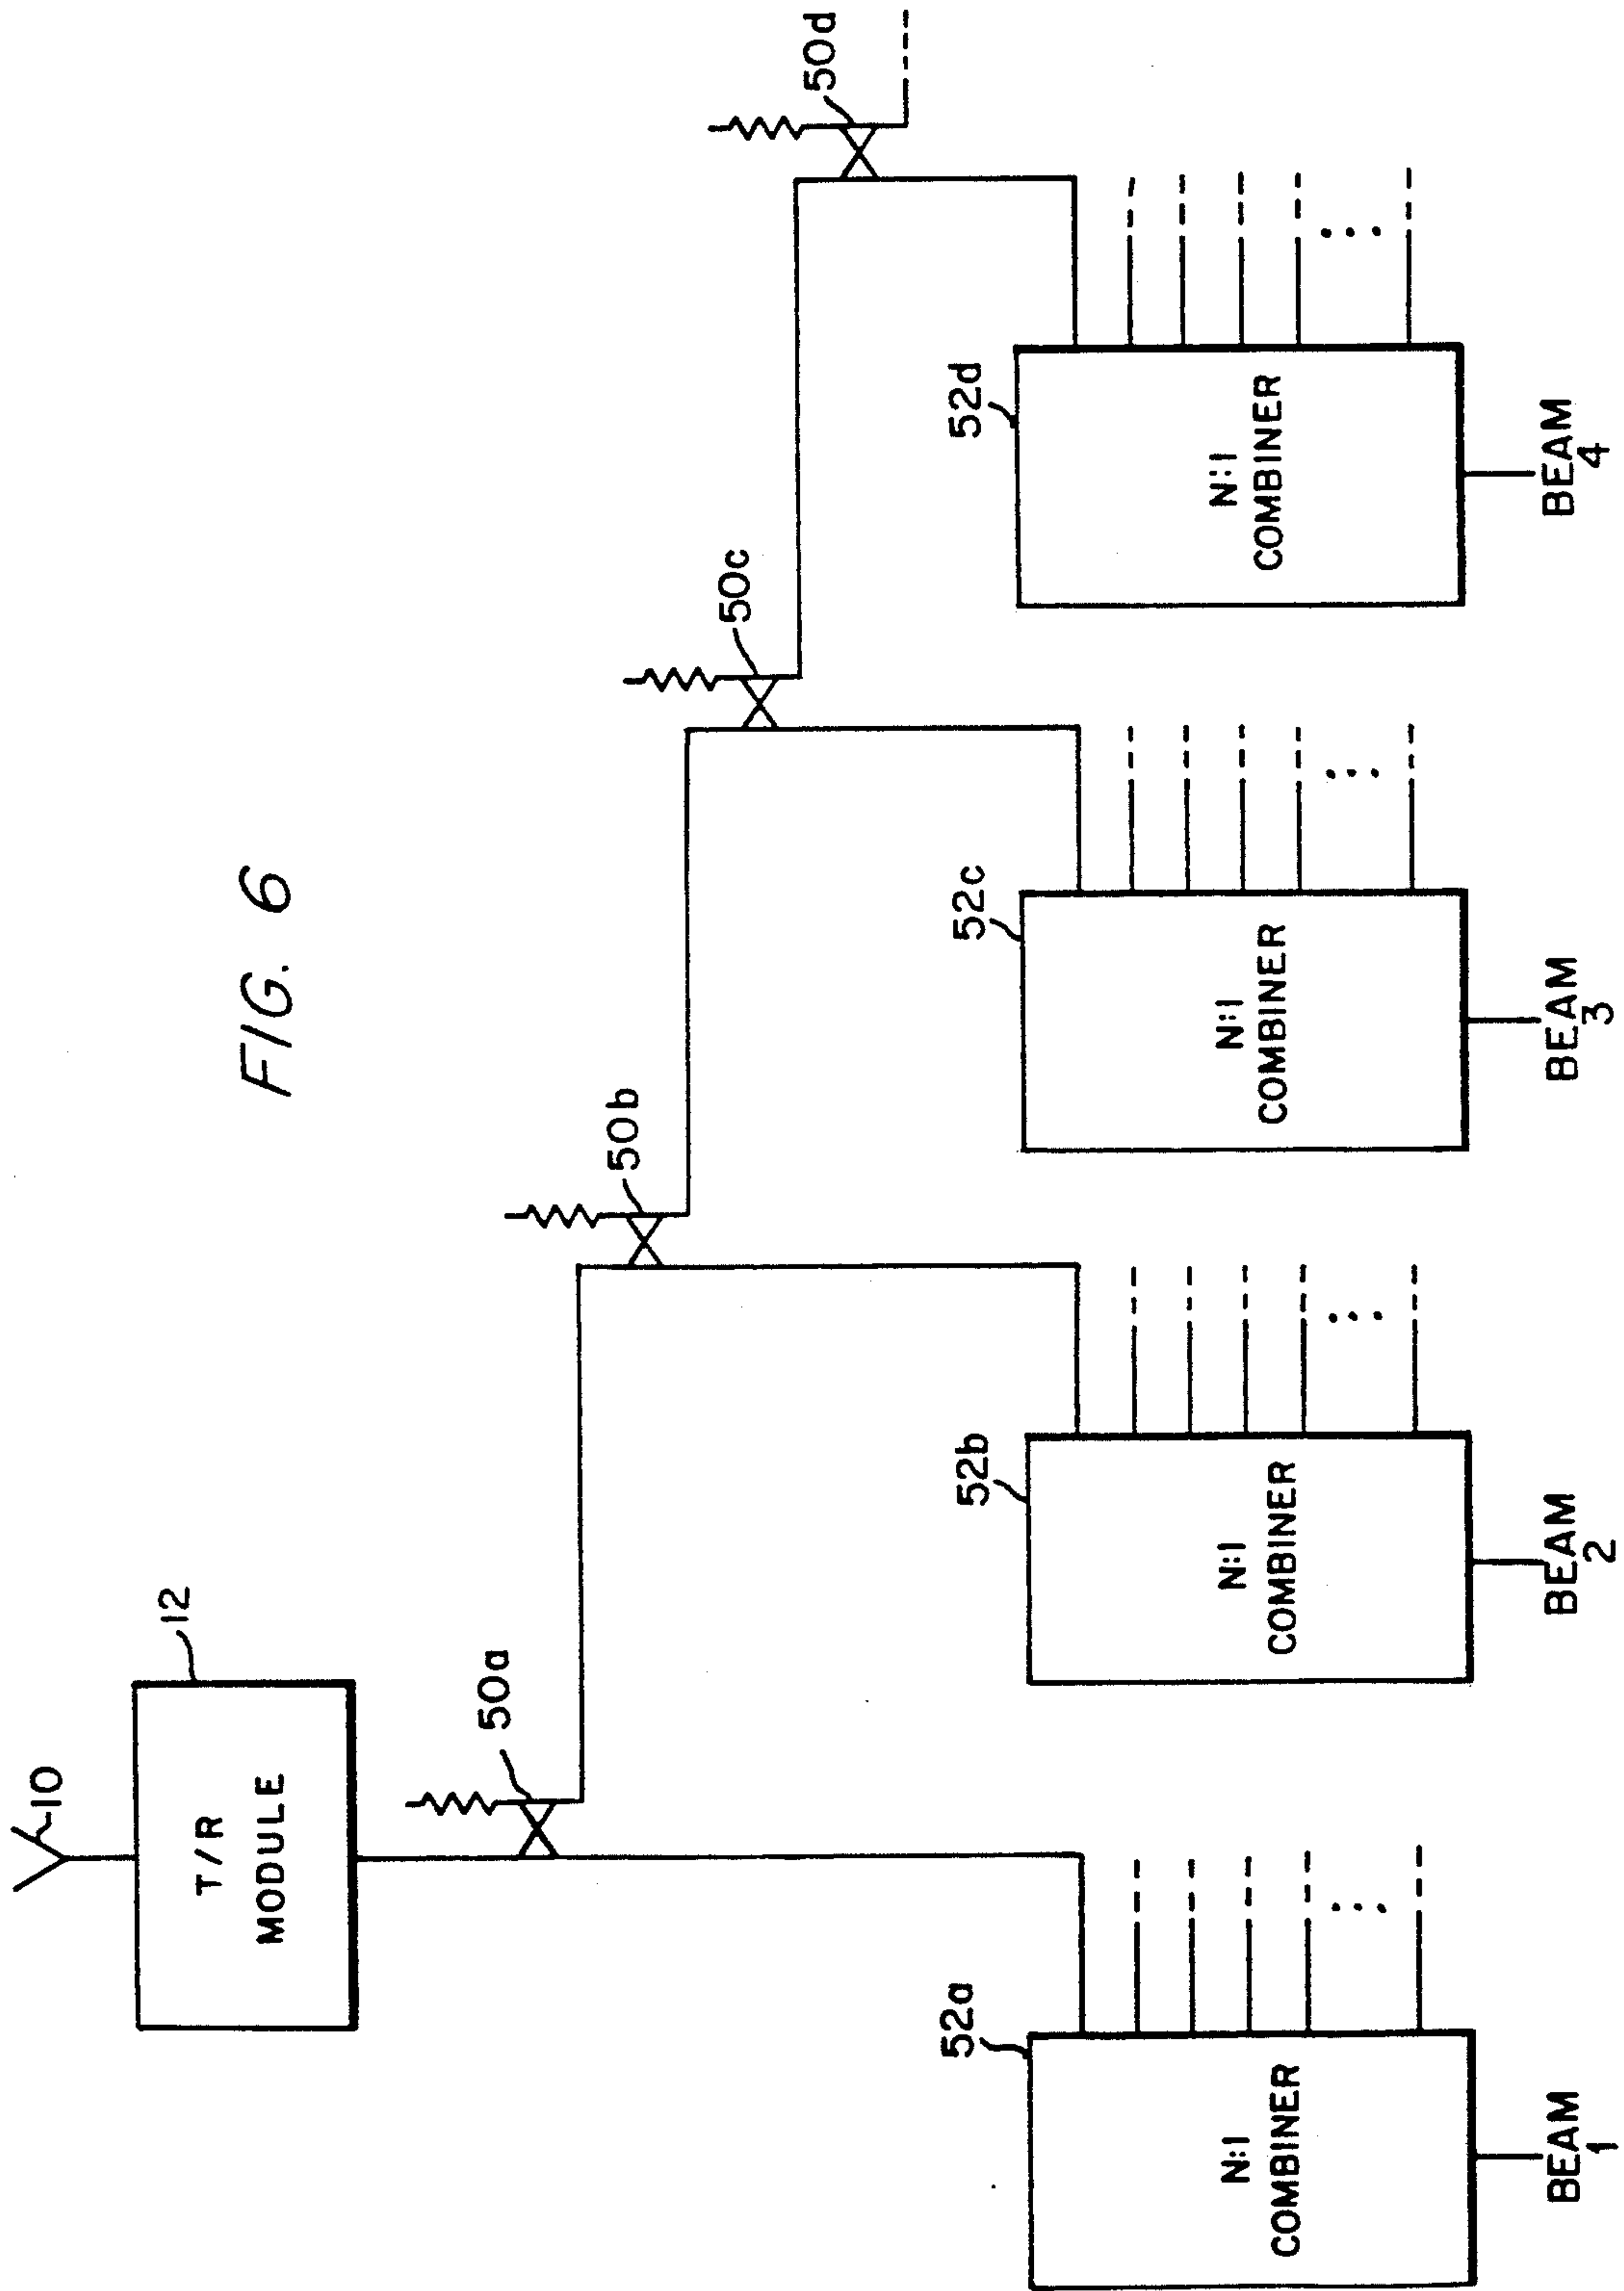 FIG. 6
10
12
T/R
MODULE
50a
50b
50c
50d
52a
N:1
COMBINER
BEAM
1
52b
N:1
COMBINER
BEAM
2
52c
N:1
COMBINER
BEAM
3
52d
N:1
COMBINER
BEAM
4